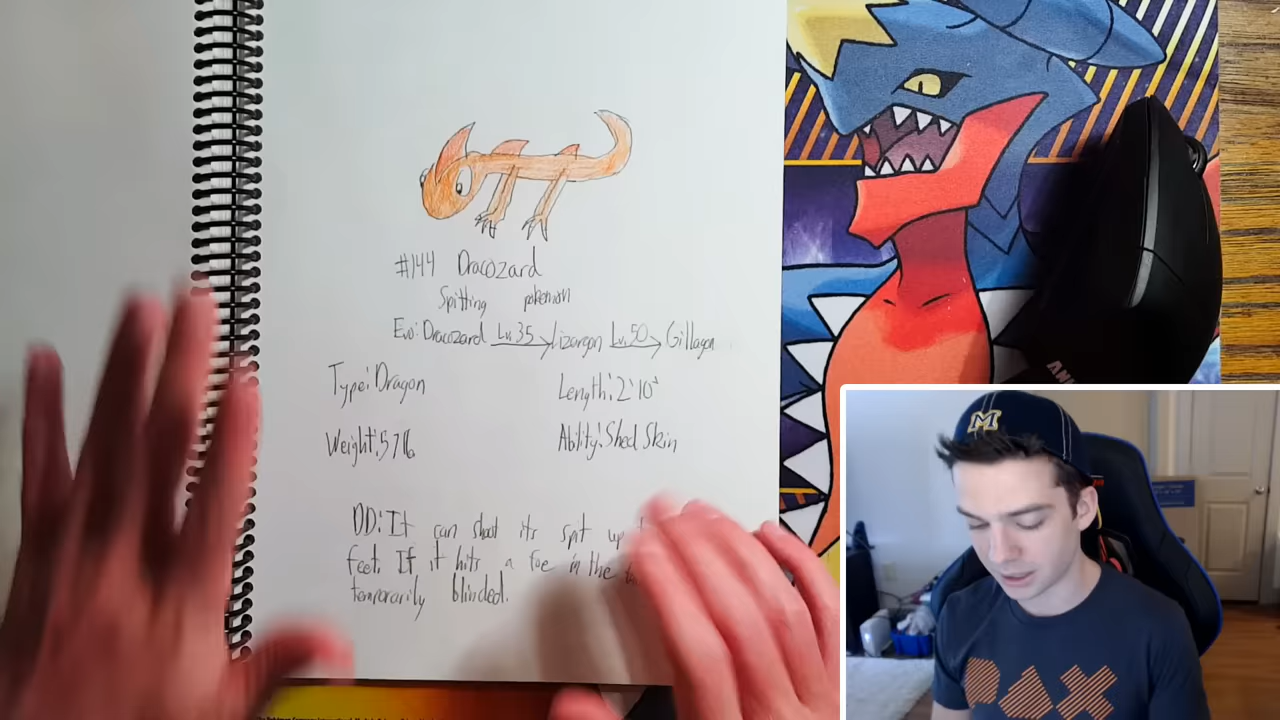 #144 Dracozard
Spitting pokemon
Evo: Dracozard Lv. 35 Lizargon Lv. 50 Gillagon
Type: Dragon
Length: 2'10"
Weight: 57 lb
Ability: Shed Skin
DD: It can shoot its spit up
feet. If it hits a foe in the
temporarily blinded.
M
PAX